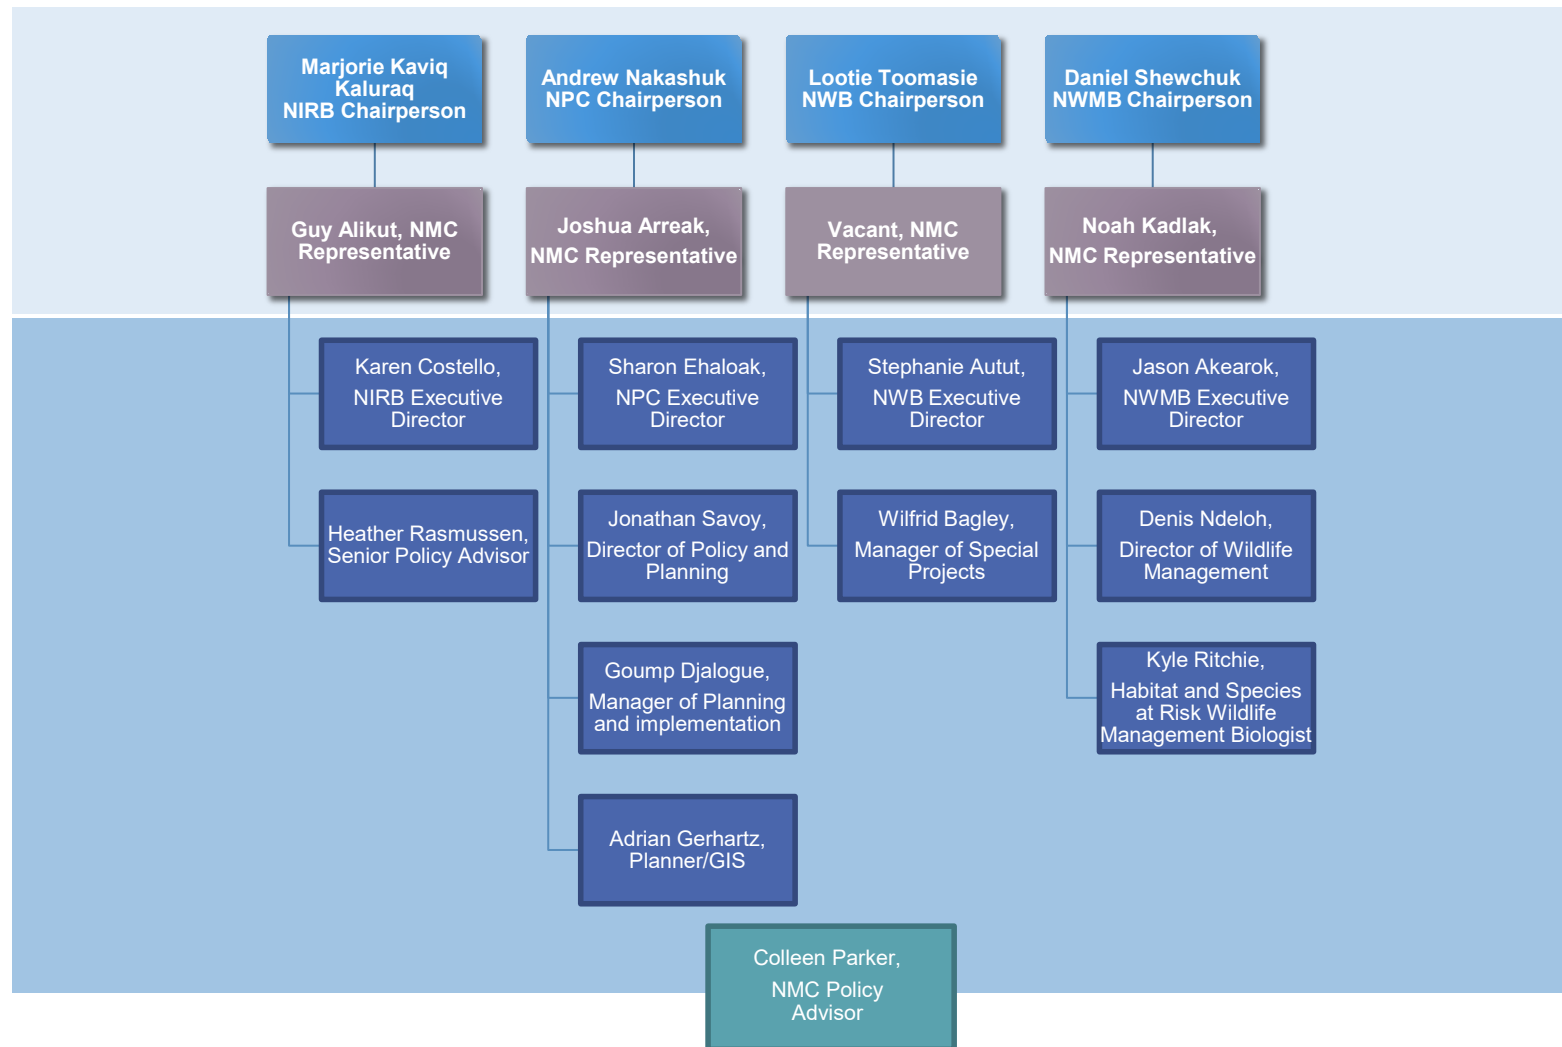 Marjorie Kaviq
Kaluraq
NIRB Chairperson
Andrew Nakashuk
NPC Chairperson
Lootie Toomasie
NWB Chairperson
Daniel Shewchuk
NWMB Chairperson
Guy Alikut, NMC
Representative
Joshua Arreak,
NMC Representative
Vacant, NMC
Representative
Noah Kadlak,
NMC Representative
Karen Costello,
NIRB Executive
Director
Sharon Ehaloak,
NPC Executive
Director
Stephanie Autut,
NWB Executive
Director
Jason Akearok,
NWMB Executive
Director
Heather Rasmussen,
Senior Policy Advisor
Jonathan Savoy,
Director of Policy and
Planning
Wilfrid Bagley,
Manager of Special
Projects
Denis Ndeloh,
Director of Wildlife
Management
Goump Djalogue,
Manager of Planning
and implementation
Kyle Ritchie,
Habitat and Species
at Risk Wildlife
Management Biologist
Adrian Gerhartz,
Planner/GIS
Colleen Parker,
NMC Policy
Advisor